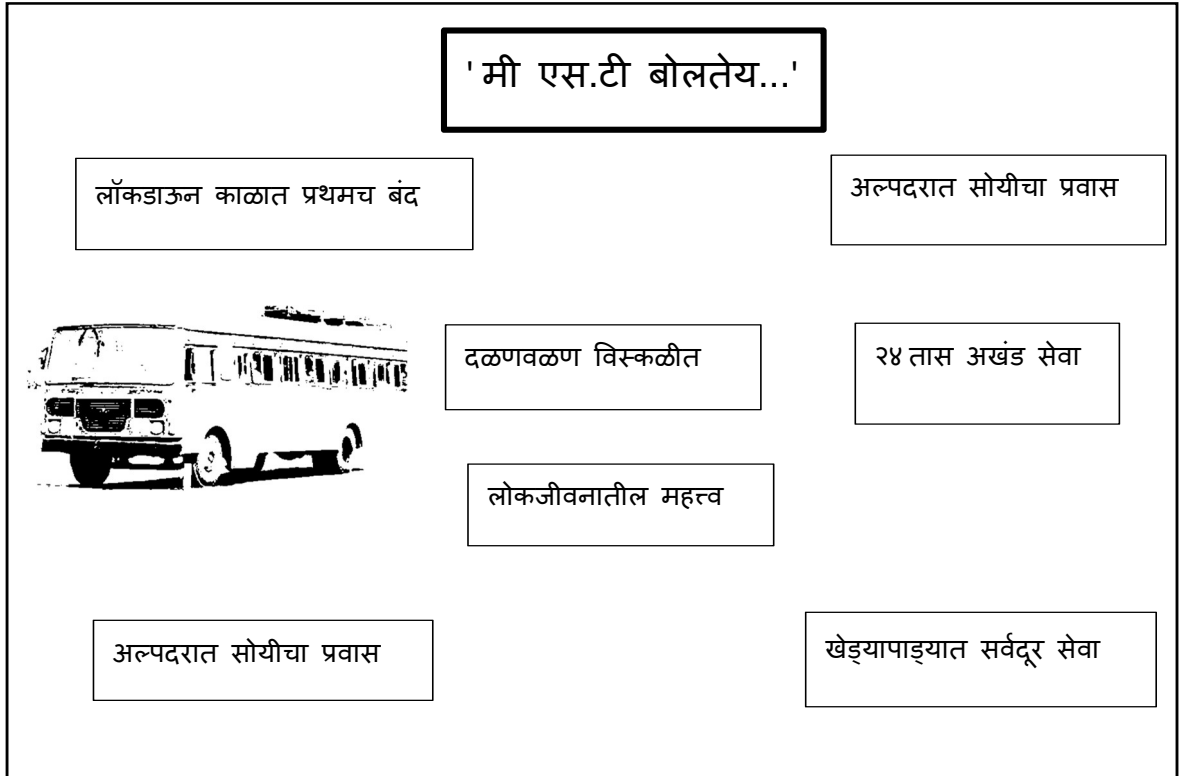 ' मी एस.टी बोलतेय...'
लॉकडाऊन काळात प्रथमच बंद
अल्पदरात सोयीचा प्रवास
दळणवळण विस्कळीत
२४ तास अखंड सेवा
लोकजीवनातील महत्त्व
अल्पदरात सोयीचा प्रवास
खेड्यापाड्यात सर्वदूर सेवा